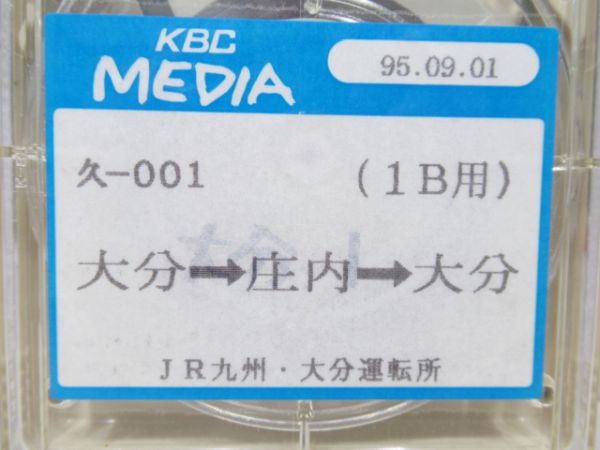 KBC
MEDIA
95.09.01
久-001
(1B用)
大分➡庄内➡大分
JR九州・大分運転所